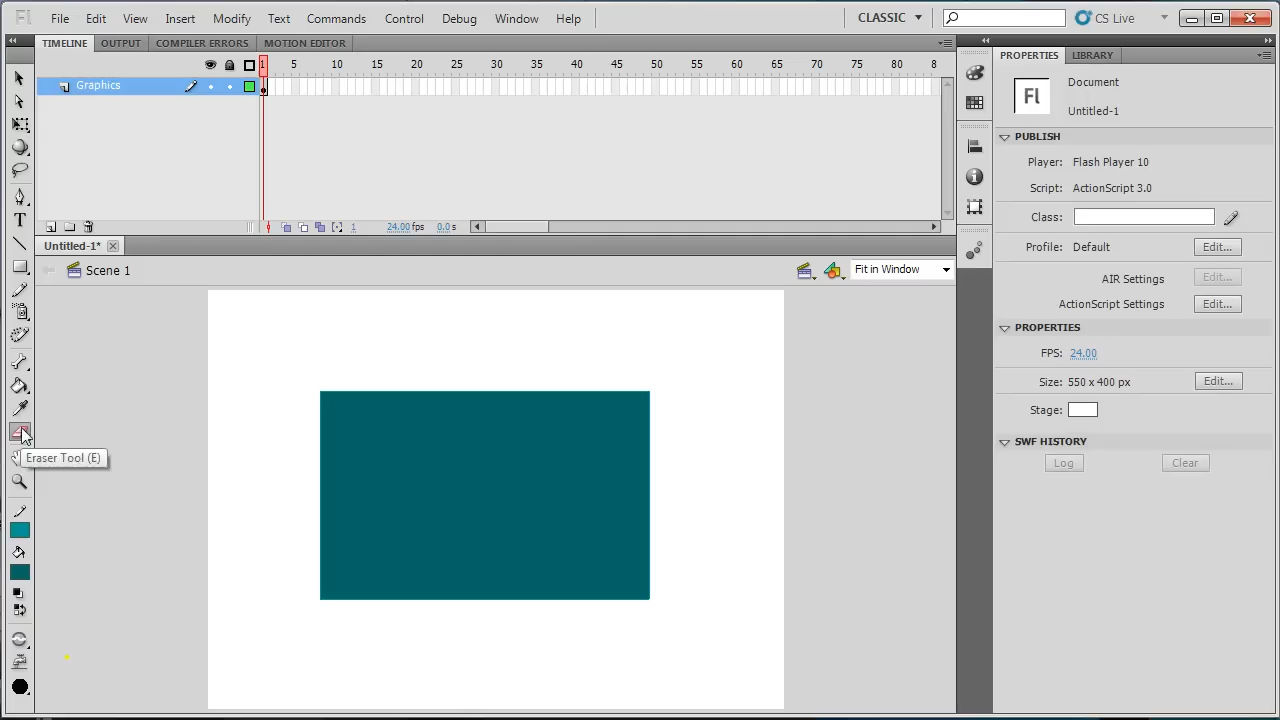 Fl File Edit View Insert Modify Text Commands Control Debug Window Help CLASSIC CS Live
TIMELINE OUTPUT COMPILER ERRORS MOTION EDITOR
1 10 15 20 25 30 35 40 45 50 55 60 65 70 75 80 8
Graphics
1 24.00 fps 0.0 s
Untitled-1*
Scene 1 Fit in Window
Eraser Tool (E)
T
PROPERTIES LIBRARY
Fl
Document
Untitled-1
PUBLISH
Player: Flash Player 10
Script: ActionScript 3.0
Class:
Profile: Default Edit...
AIR Settings Edit...
ActionScript Settings Edit...
PROPERTIES
FPS: 24.00
Size: 550 x 400 px Edit...
Stage:
SWF HISTORY
Log Clear